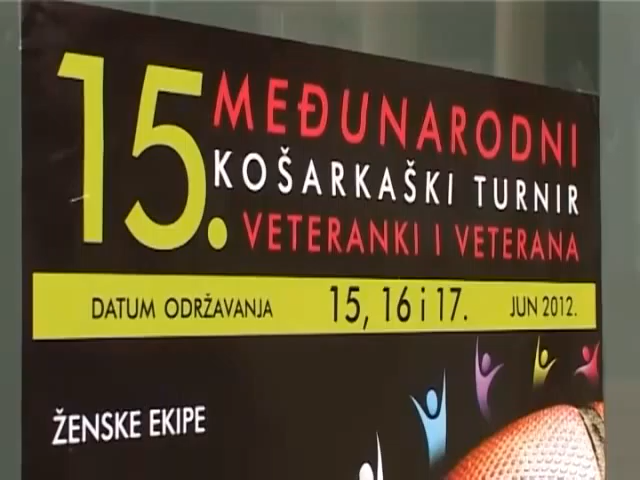 15. MEĐUNARODNI
KOŠARKAŠKI TURNIR
VETERANKI I VETERANA
DATUM ODRŽAVANJA 15, 16 i 17. JUN 2012.
ŽENSKE EKIPE